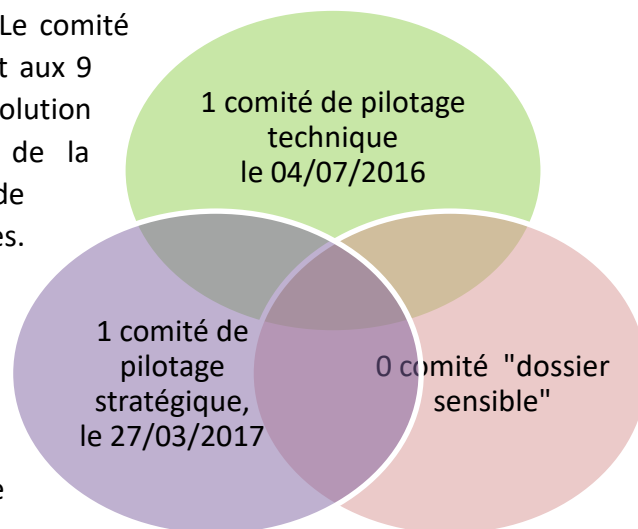 Le comité
t aux 9
solution
de la
de
es.
1 comité de pilotage
technique
le 04/07/2016
1 comité de
pilotage
stratégique,
le 27/03/2017
0 comité "dossier
sensible"
e